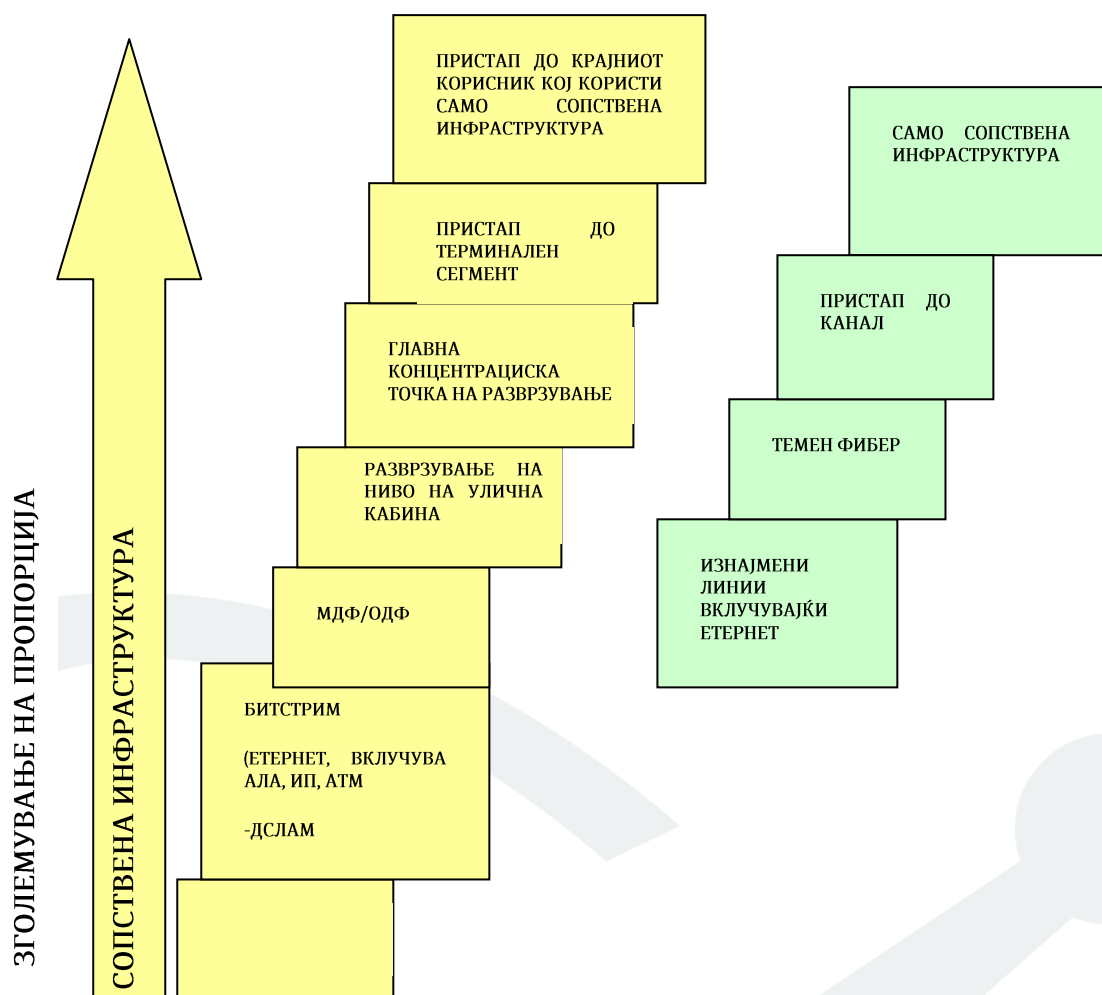 ПРИСТАП ДО КРАЈНИОТ
КОРИСНИК КОЈ КОРИСТИ
САМО СОПСТВЕНА
ИНФРАСТРУКТУРА
САМО СОПСТВЕНА
ИНФРАСТРУКТУРА
ПРИСТАП ДО
ТЕРМИНАЛЕН
СЕГМЕНТ
ПРИСТАП ДО
КАНАЛ
ГЛАВНА
КОНЦЕНТРАЦИСКА
ТОЧКА НА РАЗВРЗУВАЊЕ
ТЕМЕН ФИБЕР
РАЗВРЗУВАЊЕ НА
НИВО НА УЛИЧНА
КАБИНА
ИЗНАЈМЕНИ
ЛИНИИ
ВКЛУЧУВАЈЌИ
ЕТЕРНЕТ
МДФ/ОДФ
БИТСТРИМ
(ЕТЕРНЕТ, ВКЛУЧУВА
АЛА, ИП, АТМ
-ДСЛАМ
ЗГОЛЕМУВАЊЕ НА ПРОПОРЦИЈА
СОПСТВЕНА ИНФРАСТРУКТУРА